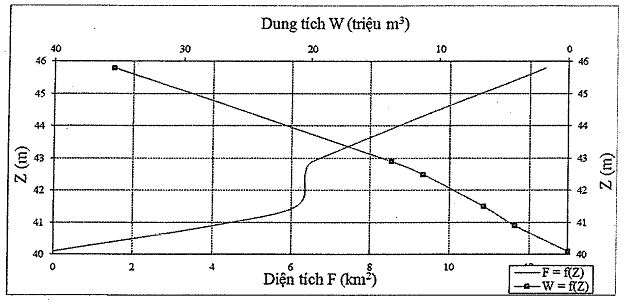 Dung tích W (triệu m³)
40 30 20 10 0
46 46
45 45
44 44
43 43
42 42
41 41
40 40
Z (m)
Z (m)
0 2 4 6 8 10
Diện tích F (km²)
F = f(Z)
W = f(Z)